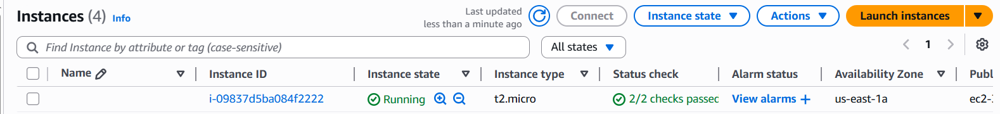 Instances (4) Info
Last updated
less than a minute ago
Connect
Instance state
Actions
Launch instances
Find Instance by attribute or tag (case-sensitive)
All states
1
Name Instance ID Instance state Instance type Status check Alarm status Availability Zone Publ
i-09837d5ba084f2222 Running t2.micro 2/2 checks passed View alarms + us-east-1a ec2-